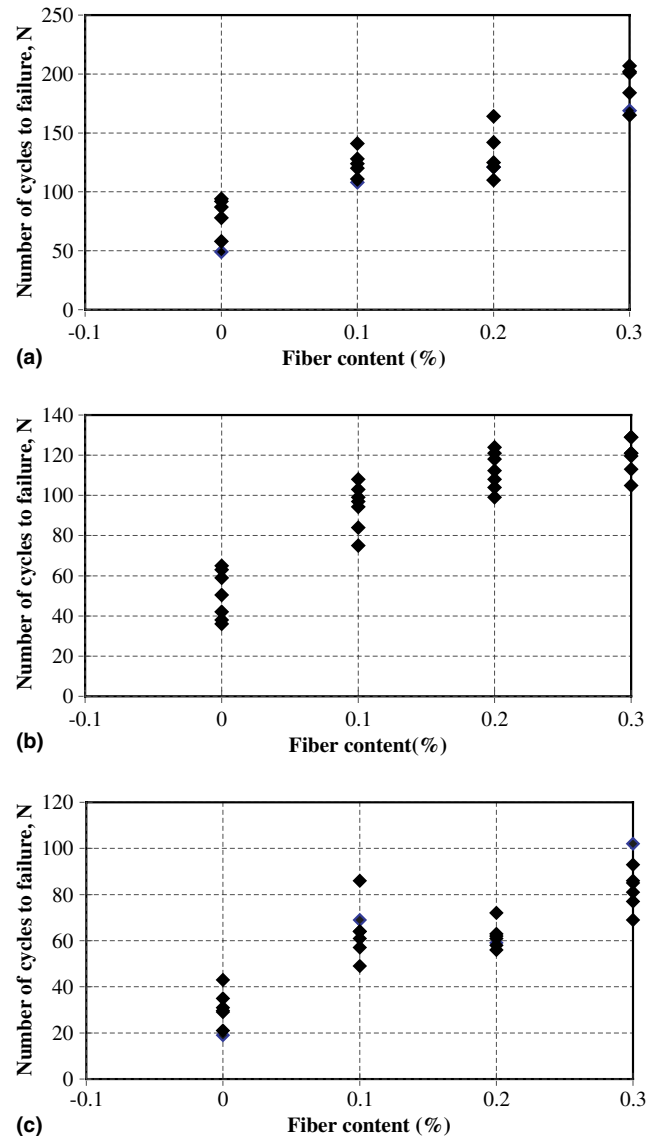 250
200
150
100
50
0
Number of cycles to failure, N
-0.1 0 0.1 0.2 0.3
(a) Fiber content (%)
140
120
100
80
60
40
20
0
Number of cycles to failure, N
-0.1 0 0.1 0.2 0.3
(b) Fiber content(%)
120
100
80
60
40
20
0
Number of cycles to failure, N
-0.1 0 0.1 0.2 0.3
(c) Fiber content (%)